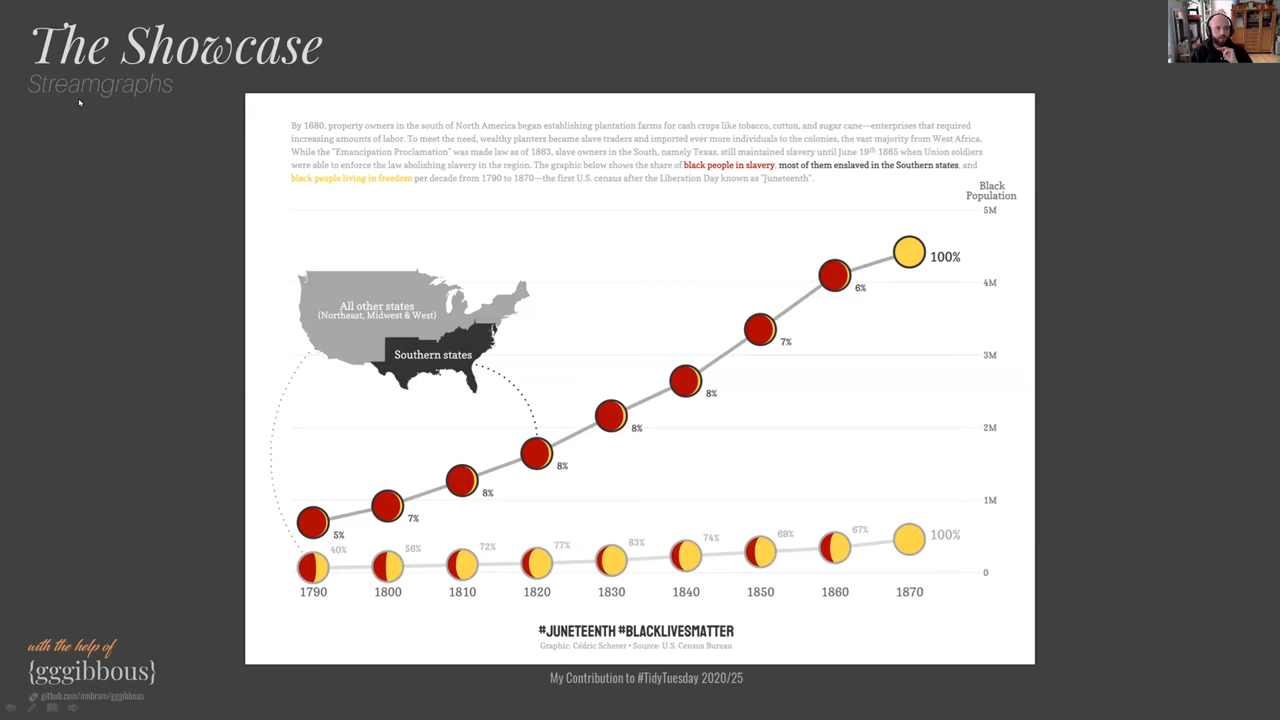 The Showcase
Streamgraphs
By 1680, property owners in the south of North America began establishing plantation farms for cash crops like tobacco, cotton, and sugar cane—enterprises that required
increasing amounts of labor. To meet the need, wealthy planters became slave traders and imported ever more individuals to the colonies, the vast majority from West Africa.
While the "Emancipation Proclamation" was made law as of 1863, slave owners in the South, namely Texas, still maintained slavery until June 19th 1865 when Union soldiers
were able to enforce the law abolishing slavery in the region. The graphic below shows the share of black people in slavery, most of them enslaved in the Southern states, and
black people living in freedom per decade from 1790 to 1870—the first U.S. census after the Liberation Day known as "Juneteenth".
Black
Population
5M
4M
3M
2M
1M
0
All other states
(Northeast, Midwest & West)
Southern states
5%
7%
8%
8%
8%
8%
7%
6%
100%
40%
56%
72%
77%
83%
74%
69%
67%
100%
1790
1800
1810
1820
1830
1840
1850
1860
1870
#JUNETEENTH #BLACKLIVESMATTER
Graphic: Cédric Scherer • Source: U.S. Census Bureau
with the help of
{gggibbous}
github.com/mnbram/gggibbous
My Contribution to #TidyTuesday 2020/25